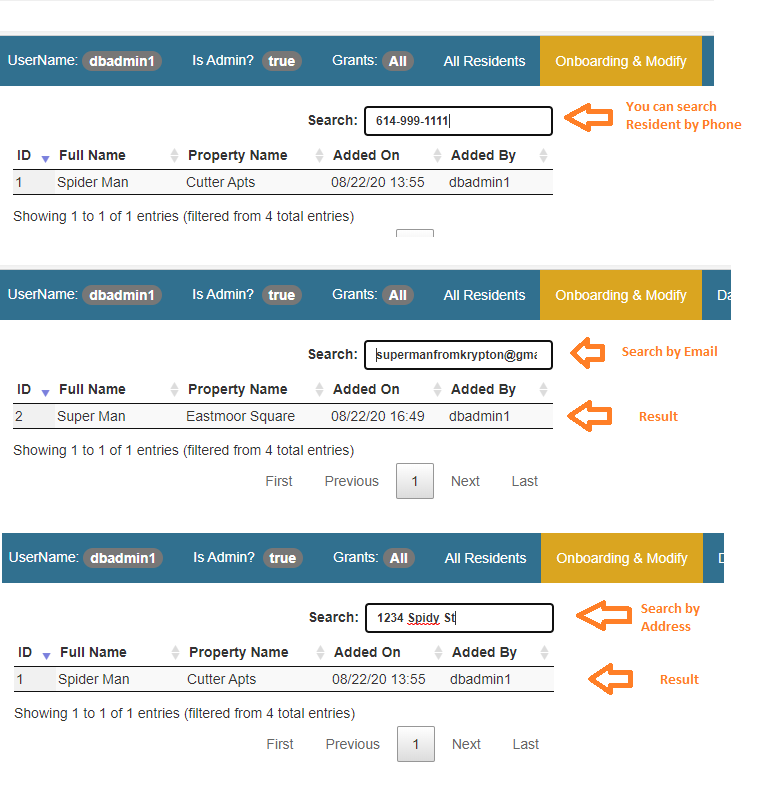 UserName: dbadmin1 Is Admin? true Grants: All All Residents Onboarding & Modify
Search: 614-999-1111
You can search
Resident by Phone
ID Full Name Property Name Added On Added By
1 Spider Man Cutter Apts 08/22/20 13:55 dbadmin1
Showing 1 to 1 of 1 entries (filtered from 4 total entries)
UserName: dbadmin1 Is Admin? true Grants: All All Residents Onboarding & Modify Da
Search: supermanfromkrypton@gma
Search by Email
ID Full Name Property Name Added On Added By
2 Super Man Eastmoor Square 08/22/20 16:49 dbadmin1
Result
Showing 1 to 1 of 1 entries (filtered from 4 total entries)
First Previous 1 Next Last
UserName: dbadmin1 Is Admin? true Grants: All All Residents Onboarding & Modify
Search: 1234 Spidy St
Search by
Address
ID Full Name Property Name Added On Added By
1 Spider Man Cutter Apts 08/22/20 13:55 dbadmin1
Result
Showing 1 to 1 of 1 entries (filtered from 4 total entries)
First Previous 1 Next Last